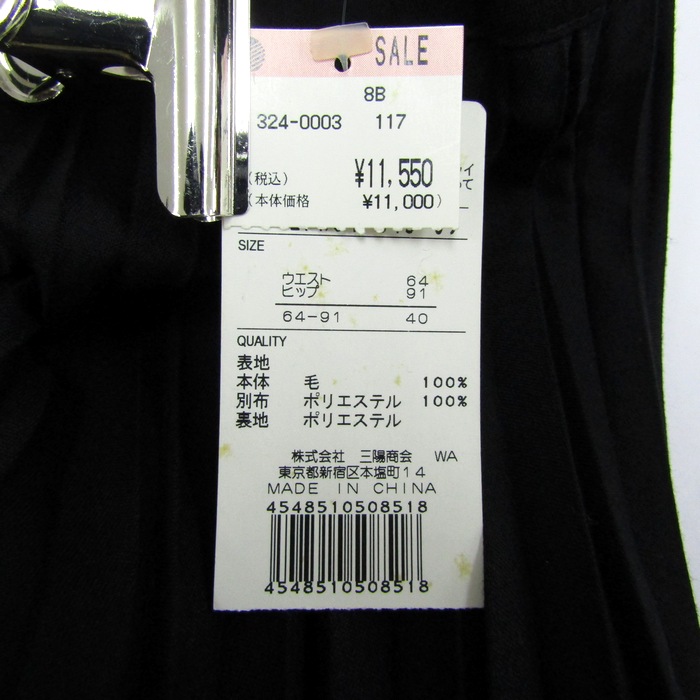 SALE
8B
324-0003 117
(税込) ¥11,550
(本体価格 ¥11,000)
SIZE
ウエスト 64
ヒップ 91
64-91 40
QUALITY
表地
本体 毛 100%
別布 ポリエステル 100%
裏地 ポリエステル
株式会社 三陽商会 WA
東京都新宿区本塩町14
MADE IN CHINA
4548510508518
4548510508518